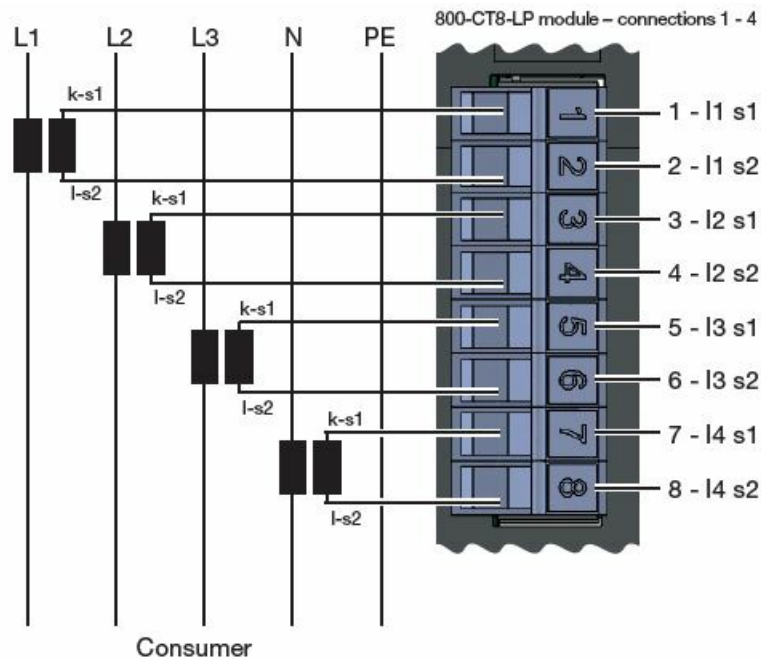 800-CT8-LP module – connections 1 - 4
L1 L2 L3 N PE
k-s1
1
1 - I1 s1
l-s2
2
2 - I1 s2
k-s1
3
3 - I2 s1
l-s2
4
4 - I2 s2
k-s1
5
5 - I3 s1
l-s2
6
6 - I3 s2
k-s1
7
7 - I4 s1
l-s2
8
8 - I4 s2
Consumer